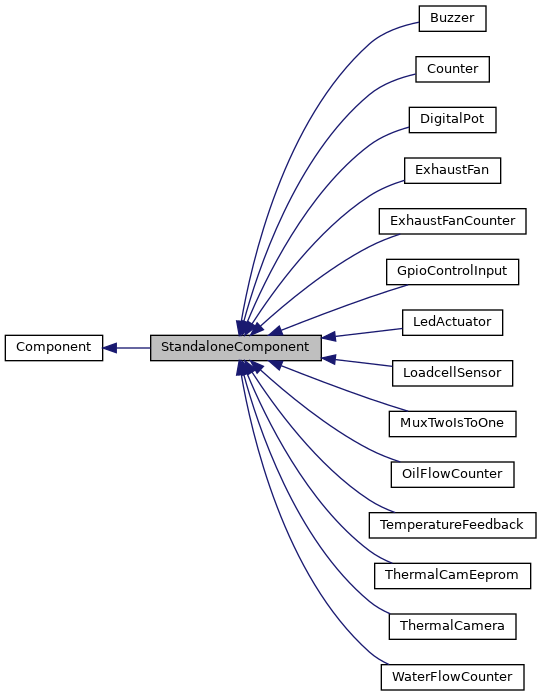 Buzzer
Counter
DigitalPot
ExhaustFan
ExhaustFanCounter
GpioControlInput
LedActuator
Component
StandaloneComponent
LoadcellSensor
MuxTwoIsToOne
OilFlowCounter
TemperatureFeedback
ThermalCamEeprom
ThermalCamera
WaterFlowCounter